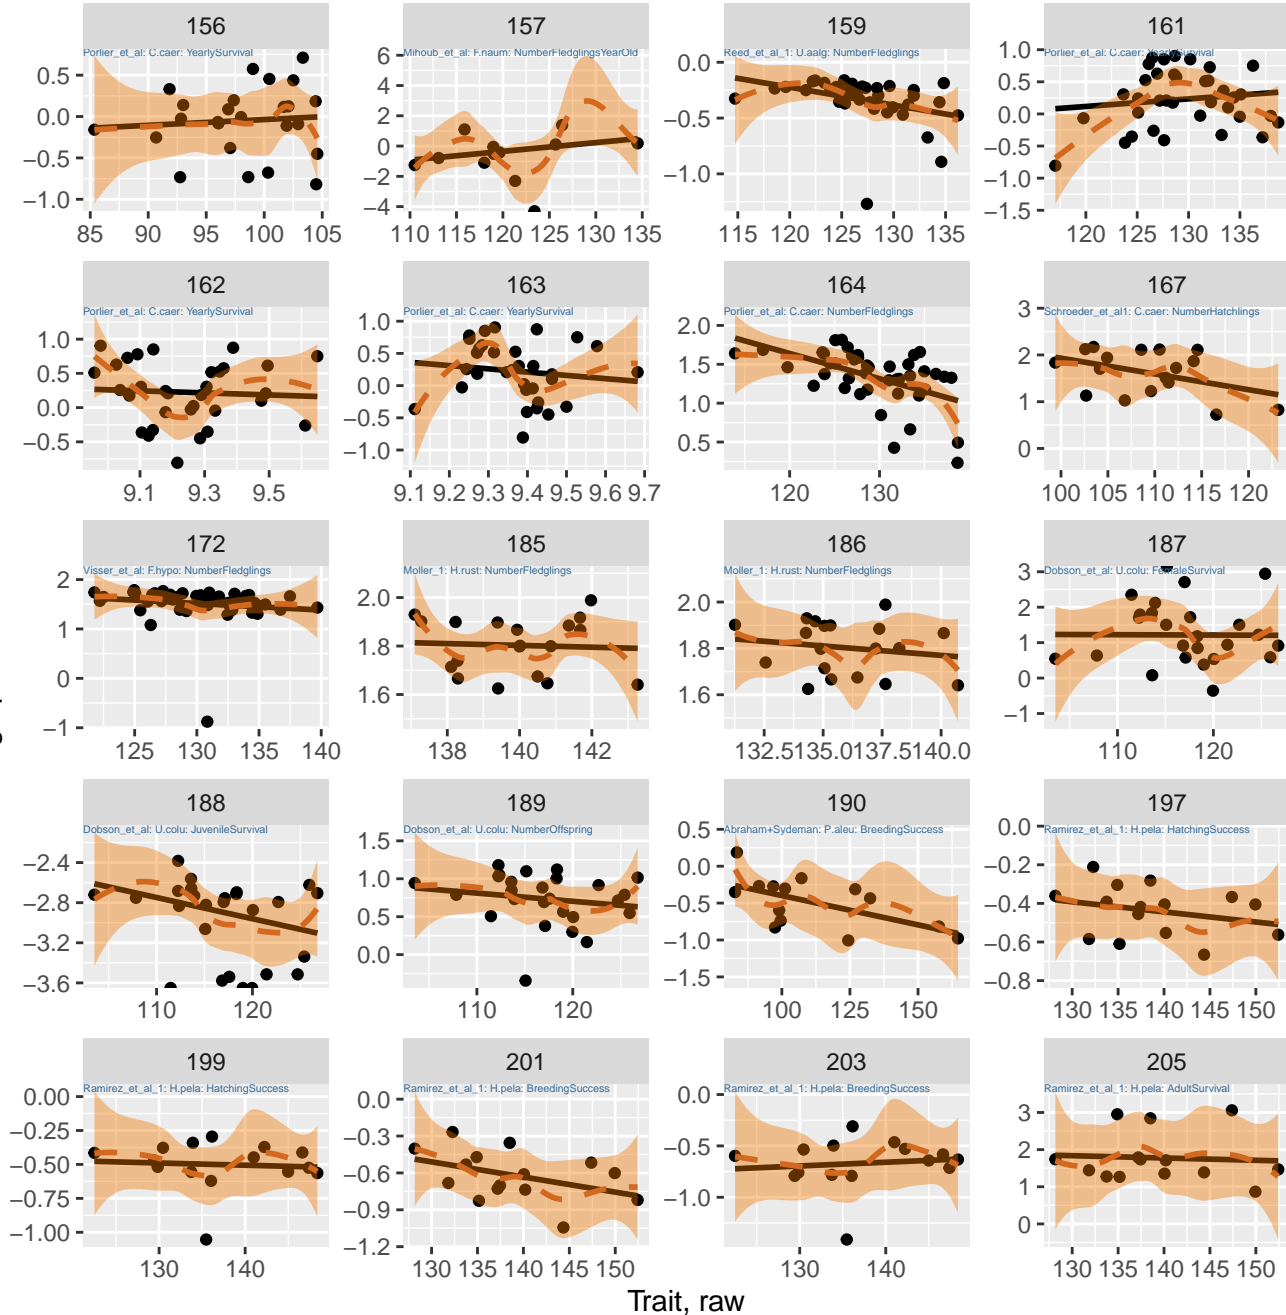 156 157 159 161
Porlier_et_al: C.caer: YearlySurvival Mihoub_et_al: F.naum: NumberFledglingsYearOld Reed_et_al_1: U.aalg: NumberFledglings Porlier_et_al: C.caer: YearlySurvival
0.5 0.0 −0.5 −1.0 6 4 2 0 −2 −4 0.0 −0.5 −1.0 1.0 0.5 0.0 −0.5 −1.0 −1.5
85 90 95 100 105 110 115 120 125 130 135 115 120 125 130 135 120 125 130 135
162 163 164 167
Porlier_et_al: C.caer: YearlySurvival Porlier_et_al: C.caer: YearlySurvival Porlier_et_al: C.caer: NumberFledglings Schroeder_et_al1: C.caer: NumberHatchlings
1.0 0.5 0.0 −0.5 1.0 0.5 0.0 −0.5 −1.0 2.0 1.5 1.0 0.5 3 2 1 0
9.1 9.3 9.5 9.1 9.2 9.3 9.4 9.5 9.6 9.7 120 130 100 105 110 115 120
172 185 186 187
Visser_et_al: F.hypo: NumberFledglings Moller_1: H.rust: NumberFledglings Moller_1: H.rust: NumberFledglings Dobson_et_al: U.colu: FemaleSurvival
2 1 0 −1 2.0 1.8 1.6 2.0 1.8 1.6 3 2 1 0 −1
125 130 135 140 138 140 142 132.5 135.0 137.5 140.0 110 120
188 189 190 197
Dobson_et_al: U.colu: JuvenileSurvival Dobson_et_al: U.colu: NumberOffspring Abraham+Sydeman: P.aleu: BreedingSuccess Ramirez_et_al_1: H.pela: HatchingSuccess
−2.4 −2.8 −3.2 −3.6 1.5 1.0 0.5 0.0 0.5 0.0 −0.5 −1.0 −1.5 0.0 −0.2 −0.4 −0.6 −0.8
110 120 110 120 100 125 150 130 135 140 145 150
199 201 203 205
Ramirez_et_al_1: H.pela: HatchingSuccess Ramirez_et_al_1: H.pela: BreedingSuccess Ramirez_et_al_1: H.pela: BreedingSuccess Ramirez_et_al_1: H.pela: AdultSurvival
0.00 −0.25 −0.50 −0.75 −1.00 0.0 −0.3 −0.6 −0.9 −1.2 0.0 −0.5 −1.0 3 2 1 0
130 140 130 135 140 145 150 130 140 130 135 140 145 150
Trait, raw